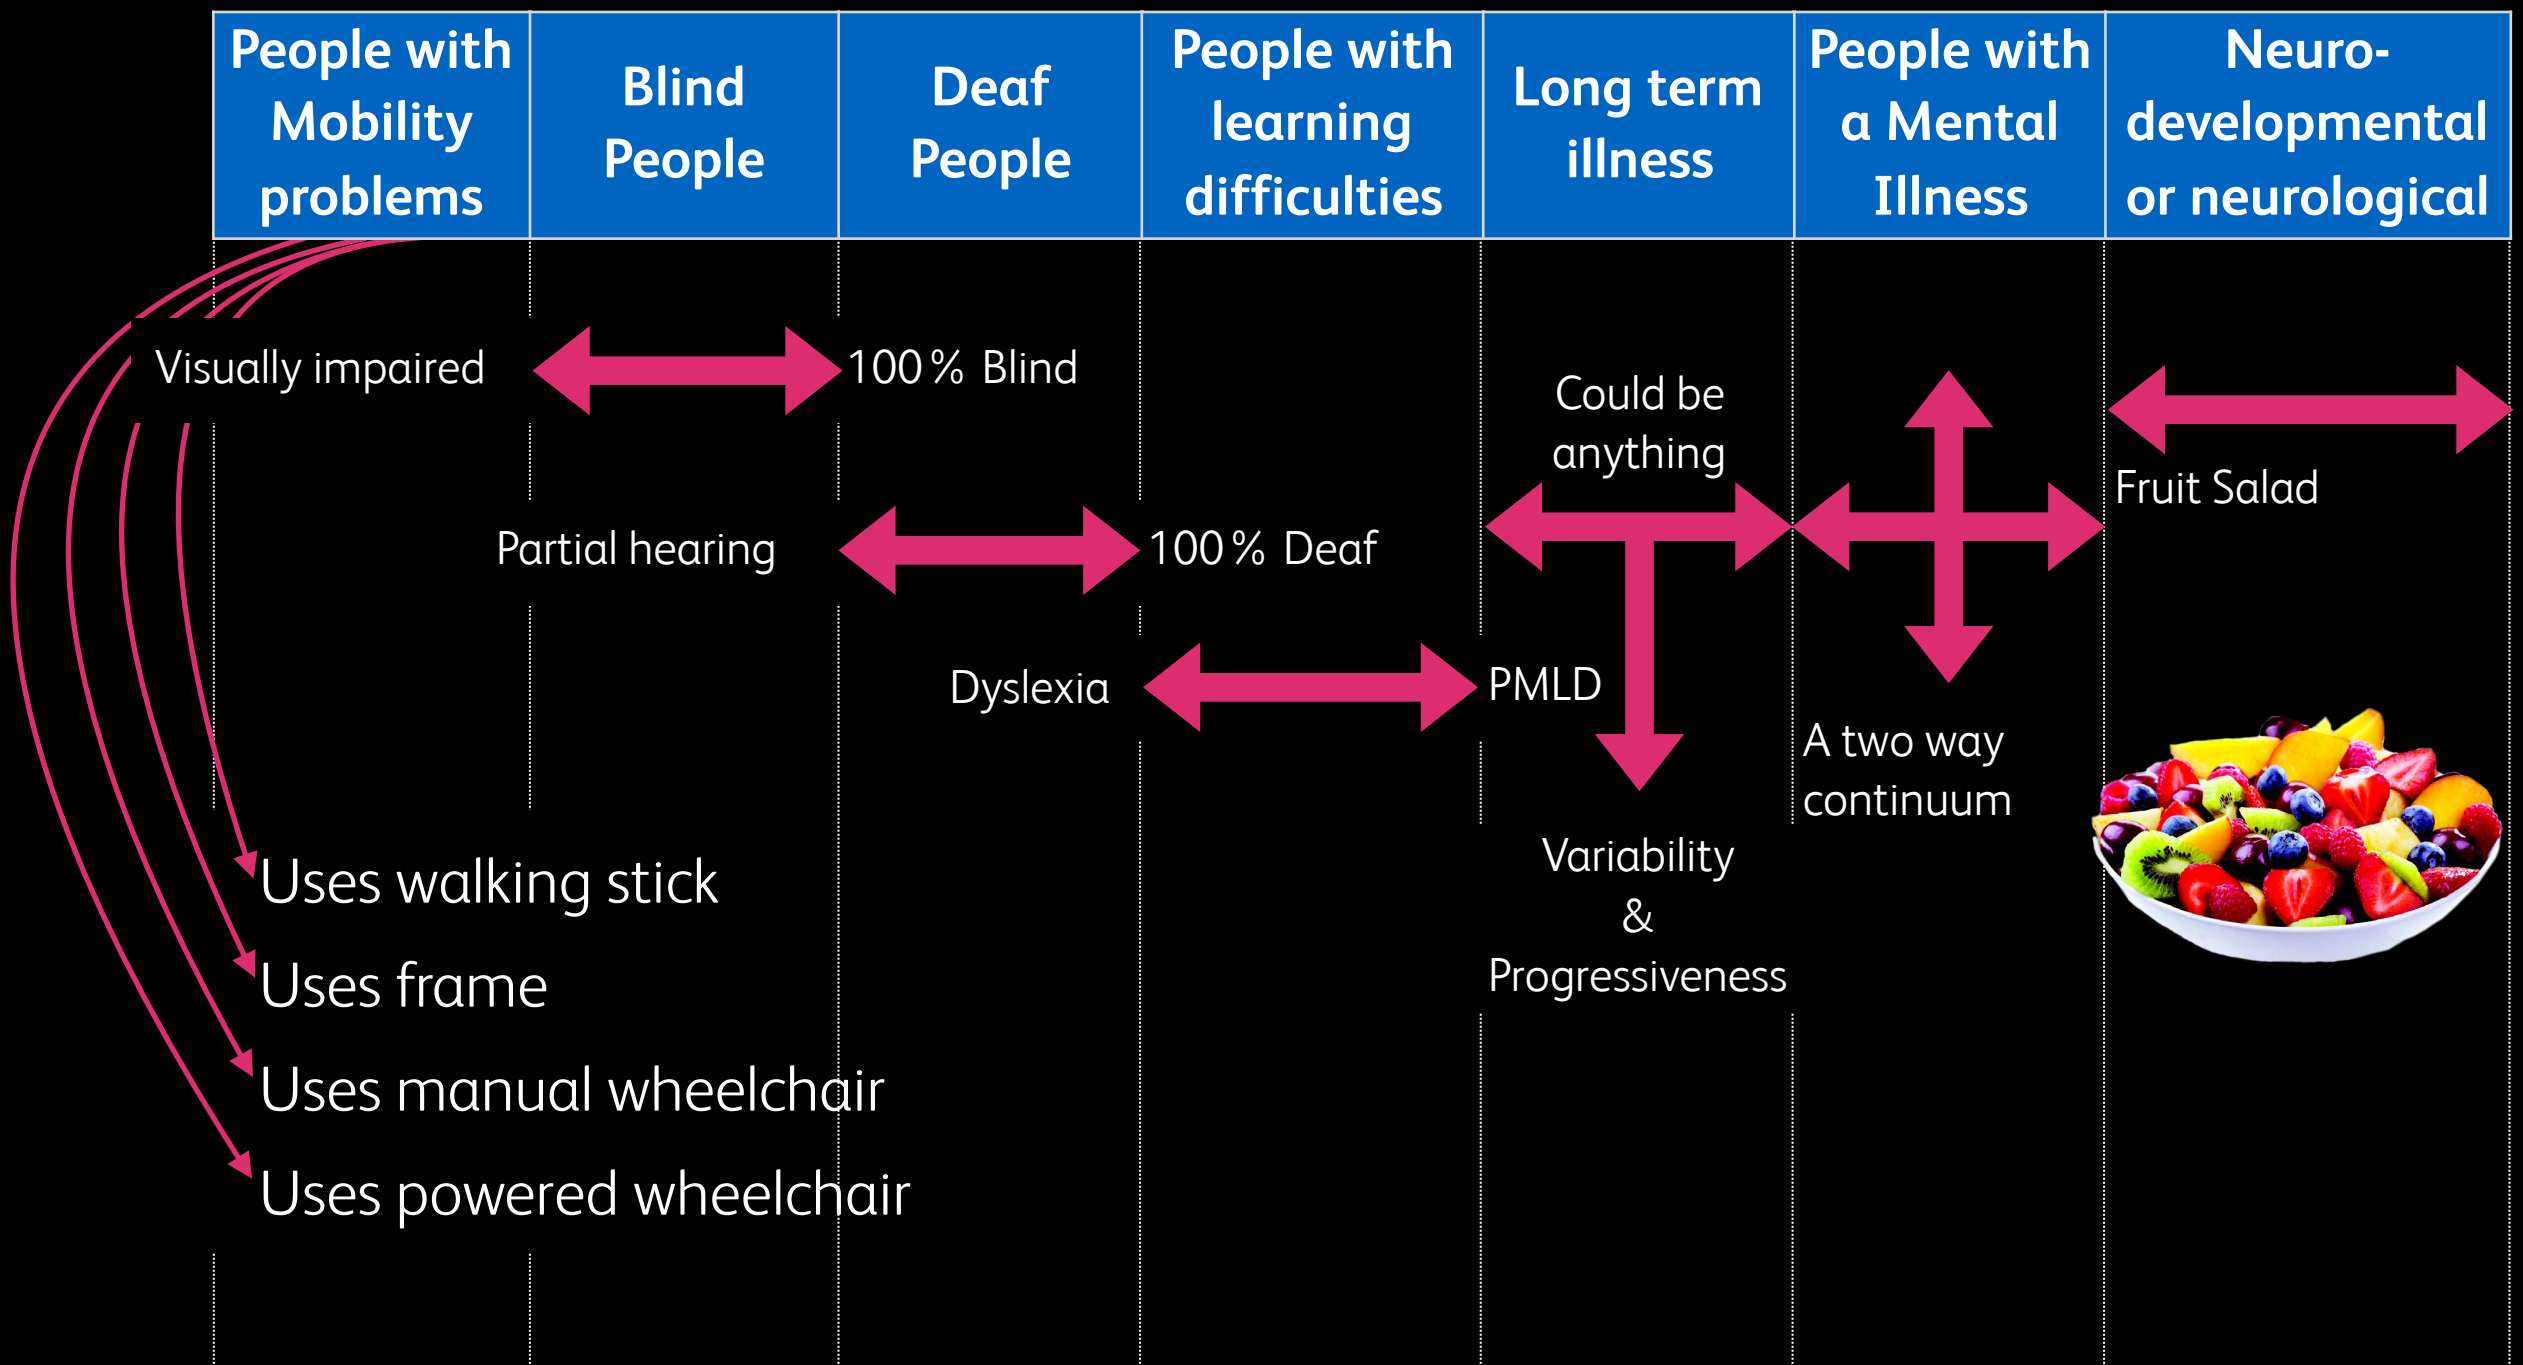 People with
Mobility
problems
Blind
People
Deaf
People
People with
learning
difficulties
Long term
illness
People with
a Mental
Illness
Neuro-
developmental
or neurological
Visually impaired
100% Blind
Could be
anything
Fruit Salad
Partial hearing
100% Deaf
Dyslexia
PMLD
A two way
continuum
Variability
&
Progressiveness
Uses walking stick
Uses frame
Uses manual wheelchair
Uses powered wheelchair